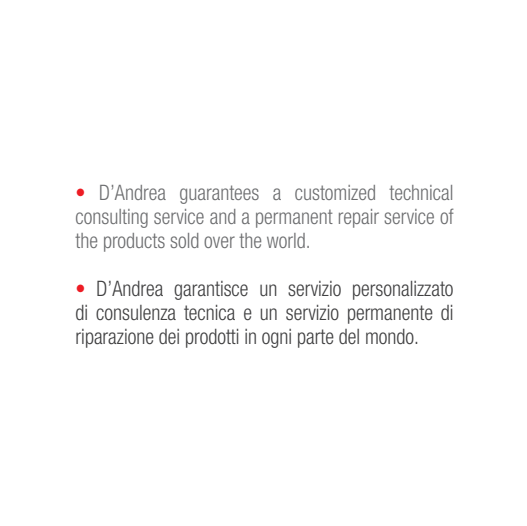 • D’Andrea guarantees a customized technical
consulting service and a permanent repair service of
the products sold over the world.
• D’Andrea garantisce un servizio personalizzato
di consulenza tecnica e un servizio permanente di
riparazione dei prodotti in ogni parte del mondo.